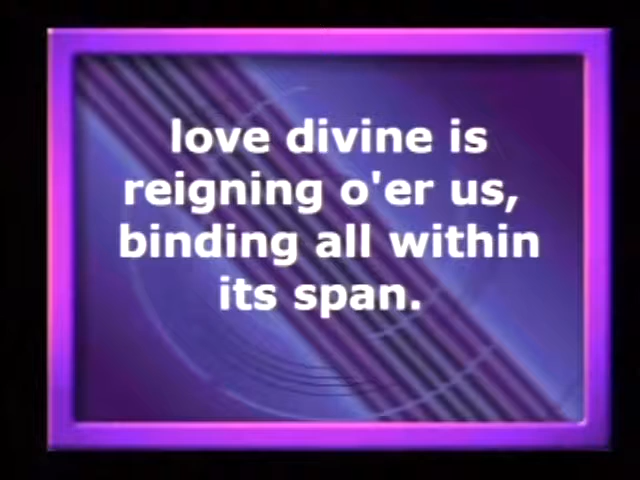 love divine is
reigning o'er us,
binding all within
its span.